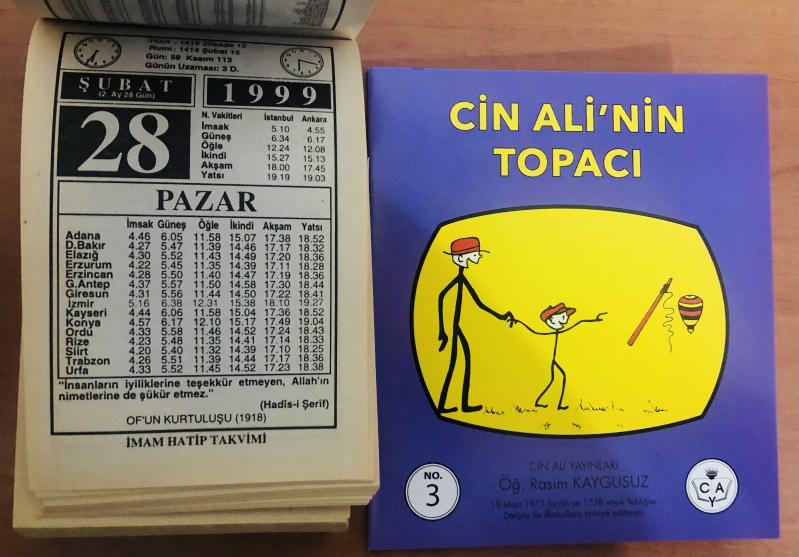 Hicri : 1419 Zilkade 12
Rumi: 1414 Şubat 15
Gün: 59 Kasım 113
Günün Uzaması: 3 D.
ŞUBAT
(2. Ay 28 Gün)
1999
28
N. Vakitleri İstanbul Ankara
İmsak 5.10 4.55
Güneş 6.34 6.17
Öğle 12.24 12.08
İkindi 15.27 15.13
Akşam 18.00 17.45
Yatsı 19.19 19.03
PAZAR
İmsak Güneş Öğle İkindi Akşam Yatsı
Adana 4.46 6.05 11.58 15.07 17.38 18.52
D.Bakır 4.27 5.47 11.39 14.46 17.17 18.32
Elazığ 4.30 5.52 11.43 14.49 17.20 18.36
Erzurum 4.22 5.45 11.35 14.39 17.11 18.28
Erzincan 4.28 5.50 11.40 14.47 17.19 18.36
G.Antep 4.37 5.57 11.50 14.58 17.30 18.44
Giresun 4.31 5.56 11.44 14.50 17.22 18.41
İzmir 5.16 6.38 12.31 15.38 18.10 19.27
Kayseri 4.44 6.06 11.58 15.04 17.36 18.52
Konya 4.57 6.17 12.10 15.17 17.49 19.04
Ordu 4.33 5.58 11.46 14.52 17.24 18.43
Rize 4.23 5.48 11.35 14.41 17.14 18.33
Siirt 4.20 5.40 11.32 14.39 17.10 18.25
Trabzon 4.26 5.51 11.39 14.44 17.17 18.36
Urfa 4.33 5.52 11.45 14.52 17.23 18.38
"İnsanların iyiliklerine teşekkür etmeyen, Allah'ın
nimetlerine de şükür etmez."
(Hadîs-i Şerif)
OF'UN KURTULUŞU (1918)
İMAM HATİP TAKVİMİ
CİN ALİ'NİN
TOPACI
NO.
3
CİN ALİ YAYINLARI
Öğ. Rasim KAYGUSUZ
19 Mart 1973 Tarihli ve 1738 sayılı Tebliğler
Dergisi ile ilkokullara tavsiye edilmiştir.
C A
Y